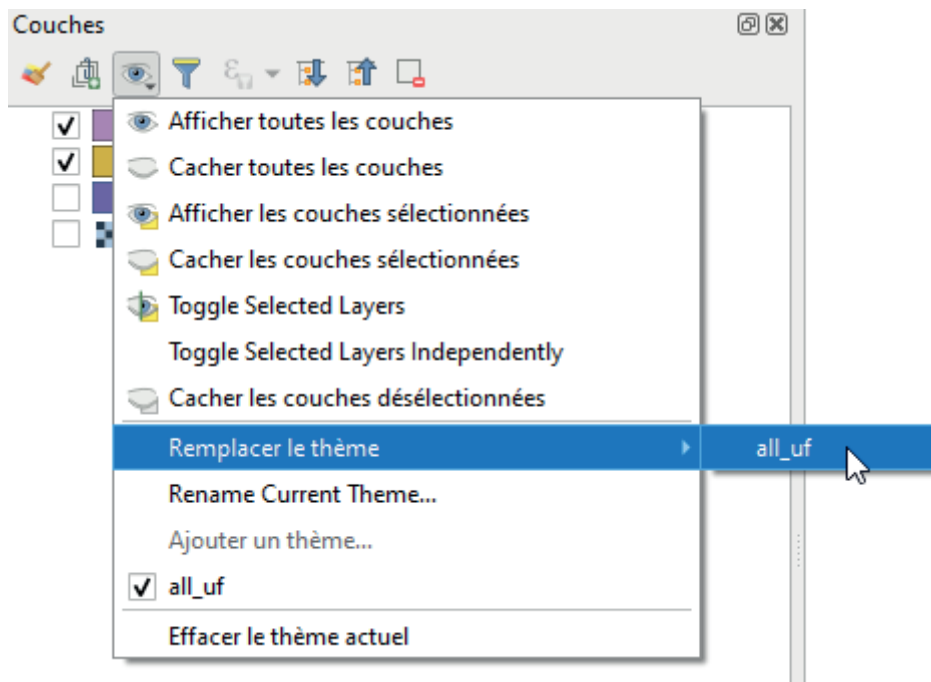 Couches
Afficher toutes les couches
Cacher toutes les couches
Afficher les couches sélectionnées
Cacher les couches sélectionnées
Toggle Selected Layers
Toggle Selected Layers Independently
Cacher les couches désélectionnées
Remplacer le thème
all_uf
Rename Current Theme...
Ajouter un thème...
all_uf
Effacer le thème actuel